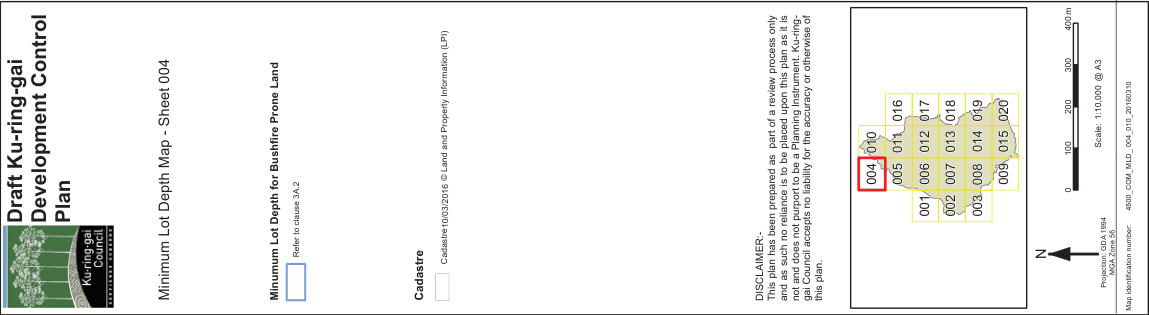 Draft Ku-ring-gai
Development Control
Plan
Ku-ring-gai
Council
Minimum Lot Depth Map - Sheet 004
Minumum Lot Depth for Bushfire Prone Land
Refer to clause 3A.2
Cadastre
Cadastre10/03/2016 © Land and Property Information (LPI)
DISCLAIMER:-
This plan has been prepared as part of a review process only
and as such no reliance is to be placed upon this plan as it is
not and does not purport to be a Planning Instrument. Ku-ring-
gai Council accepts no liability for the accuracy or otherwise of
this plan.
004 010
005 011 016
001 006 012 017
002 007 013 018
003 008 014 019
009 015 020
N
0 100 200 300 400 m
Projection: GDA 1994
MGA Zone 56
Scale: 1:10,000 @ A3
Map identification number: 4500_COM_MLD_ 004_010_20160310